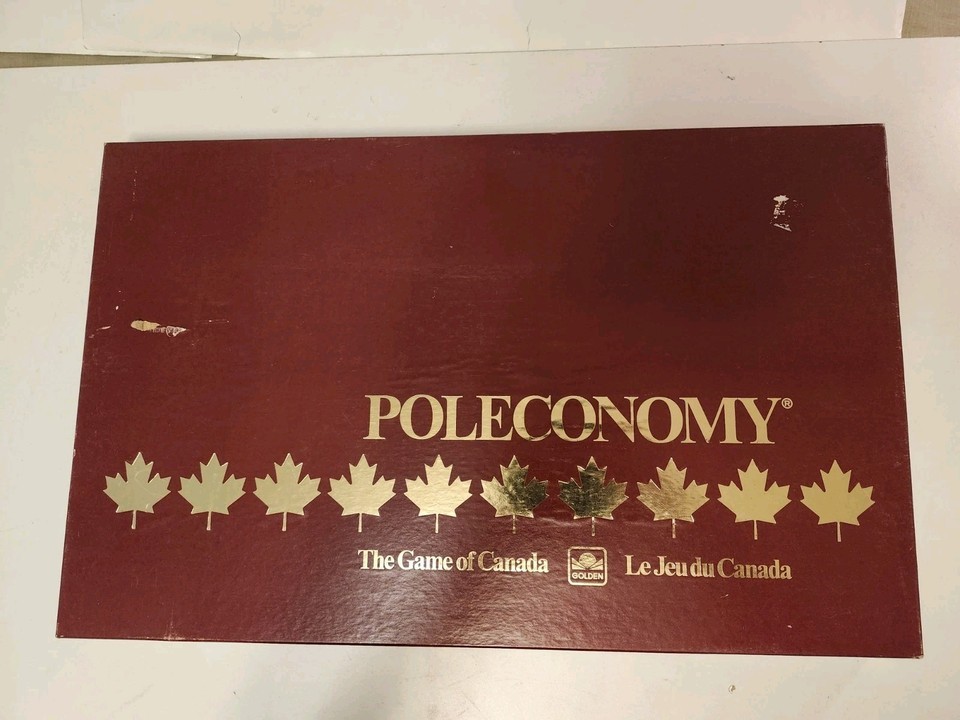 POLECONOMY®
The Game of Canada GOLDEN Le Jeu du Canada